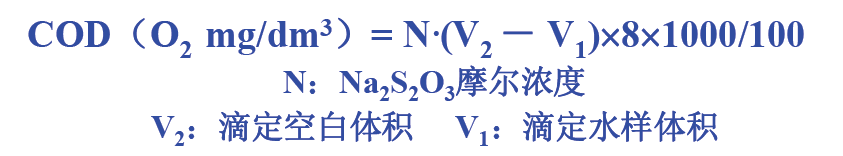 COD（O₂ mg/dm³）= N·(V₂ － V₁)×8×1000/100
N：Na₂S₂O₃摩尔浓度
V₂：滴定空白体积 V₁：滴定水样体积